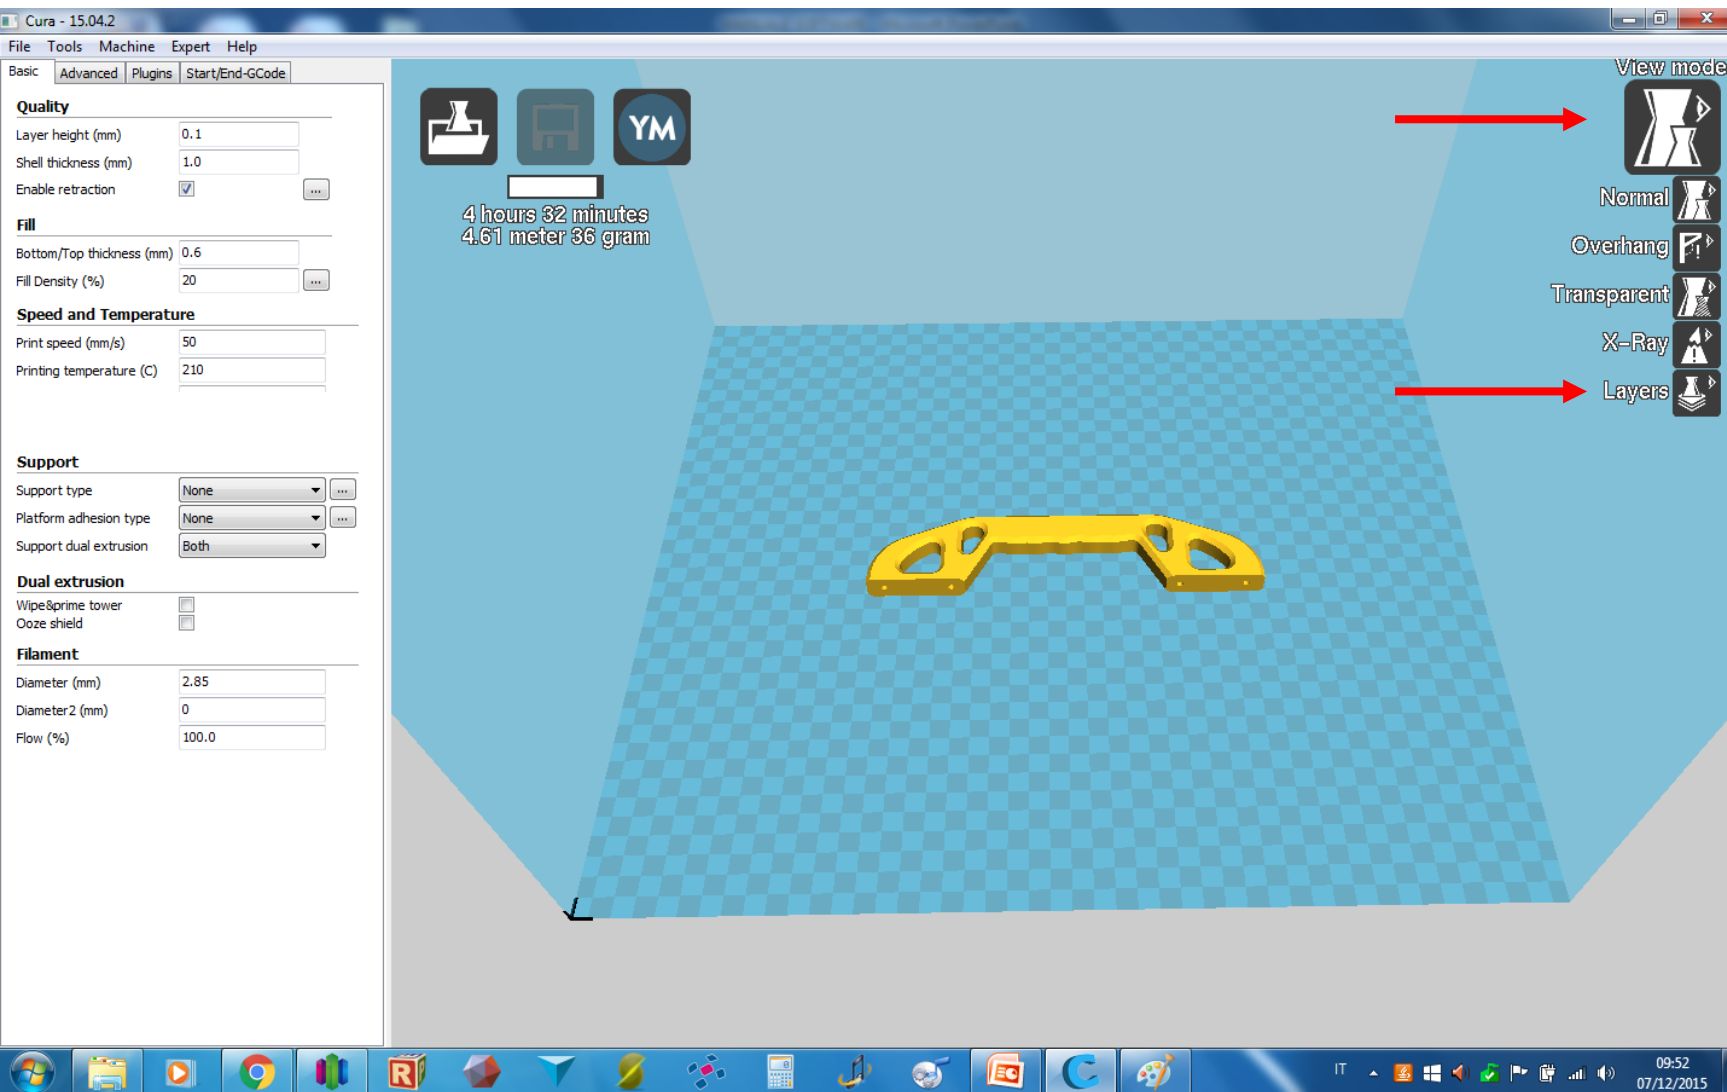 Cura - 15.04.2
File Tools Machine Expert Help
Basic Advanced Plugins Start/End-GCode
Quality
Layer height (mm) 0.1
Shell thickness (mm) 1.0
Enable retraction ...
Fill
Bottom/Top thickness (mm) 0.6
Fill Density (%) 20 ...
Speed and Temperature
Print speed (mm/s) 50
Printing temperature (C) 210
Support
Support type None ...
Platform adhesion type None ...
Support dual extrusion Both
Dual extrusion
Wipe&prime tower
Ooze shield
Filament
Diameter (mm) 2.85
Diameter2 (mm) 0
Flow (%) 100.0
YM
4 hours 32 minutes
4.61 meter 36 gram
View mode
Normal
Overhang
Transparent
X-Ray
Layers
IT
09:52
07/12/2015